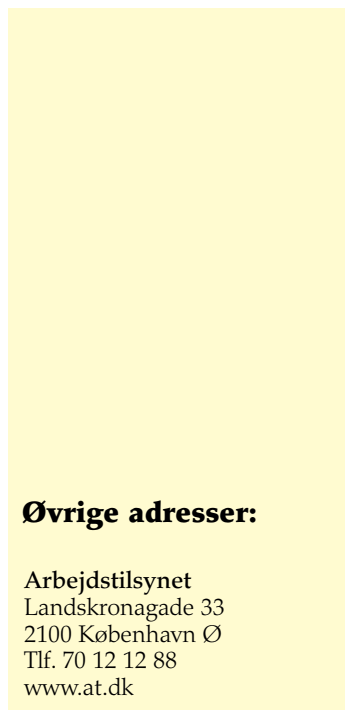 Øvrige adresser:
Arbejdstilsynet
Landskronagade 33
2100 København Ø
Tlf. 70 12 12 88
www.at.dk